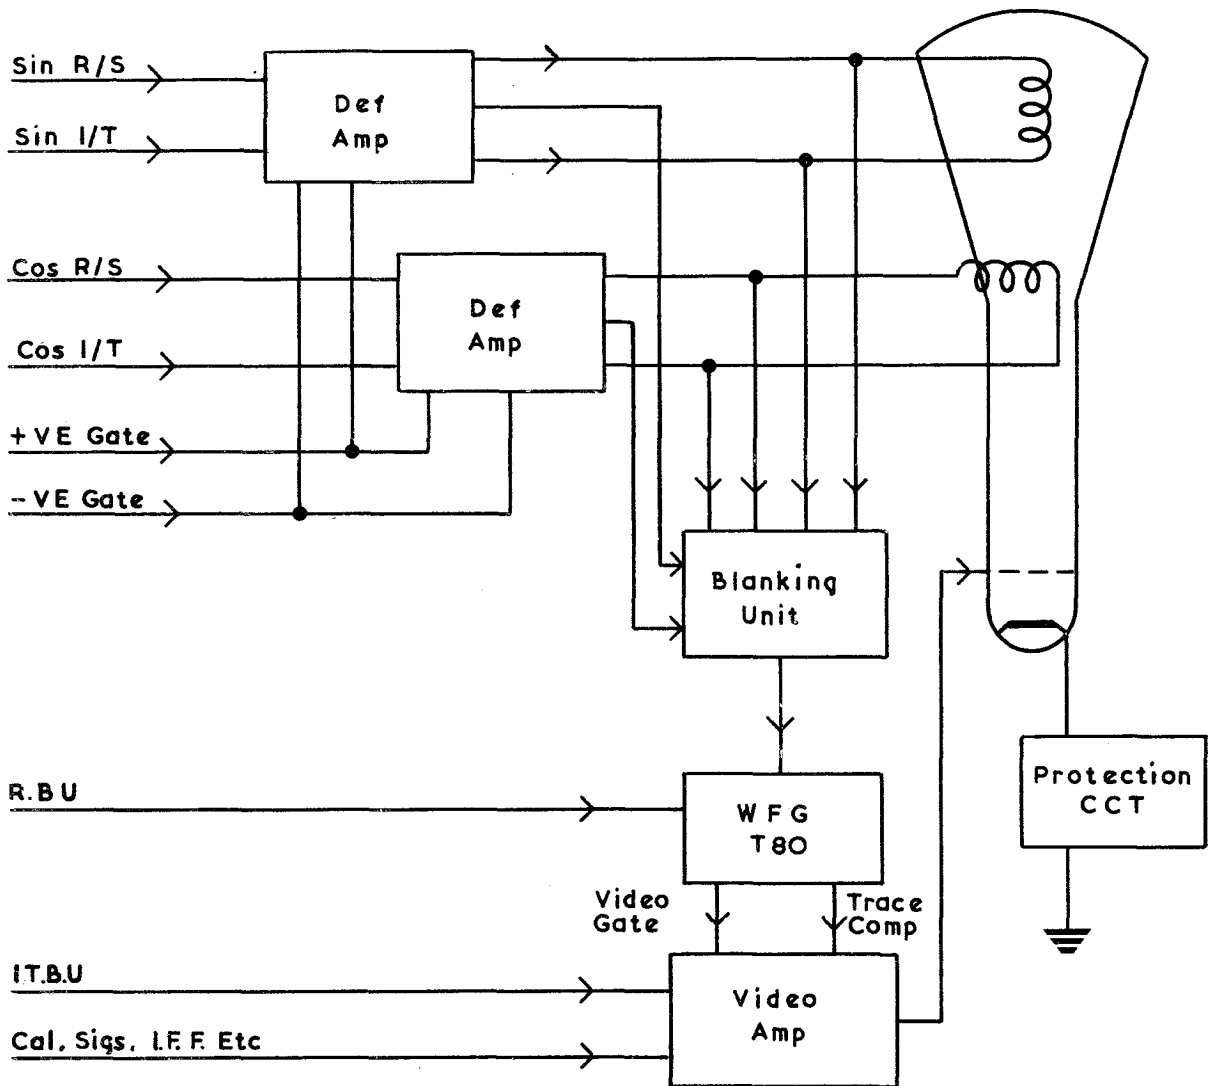 Sin R/S
Sin I/T
Def
Amp
Cos R/S
Cos I/T
Def
Amp
+VE Gate
-VE Gate
Blanking
Unit
R.B U
WFG
T80
Protection
CCT
Video
Gate
Trace
Comp
I.T.B.U
Cal. Sigs. I.F.F. Etc
Video
Amp